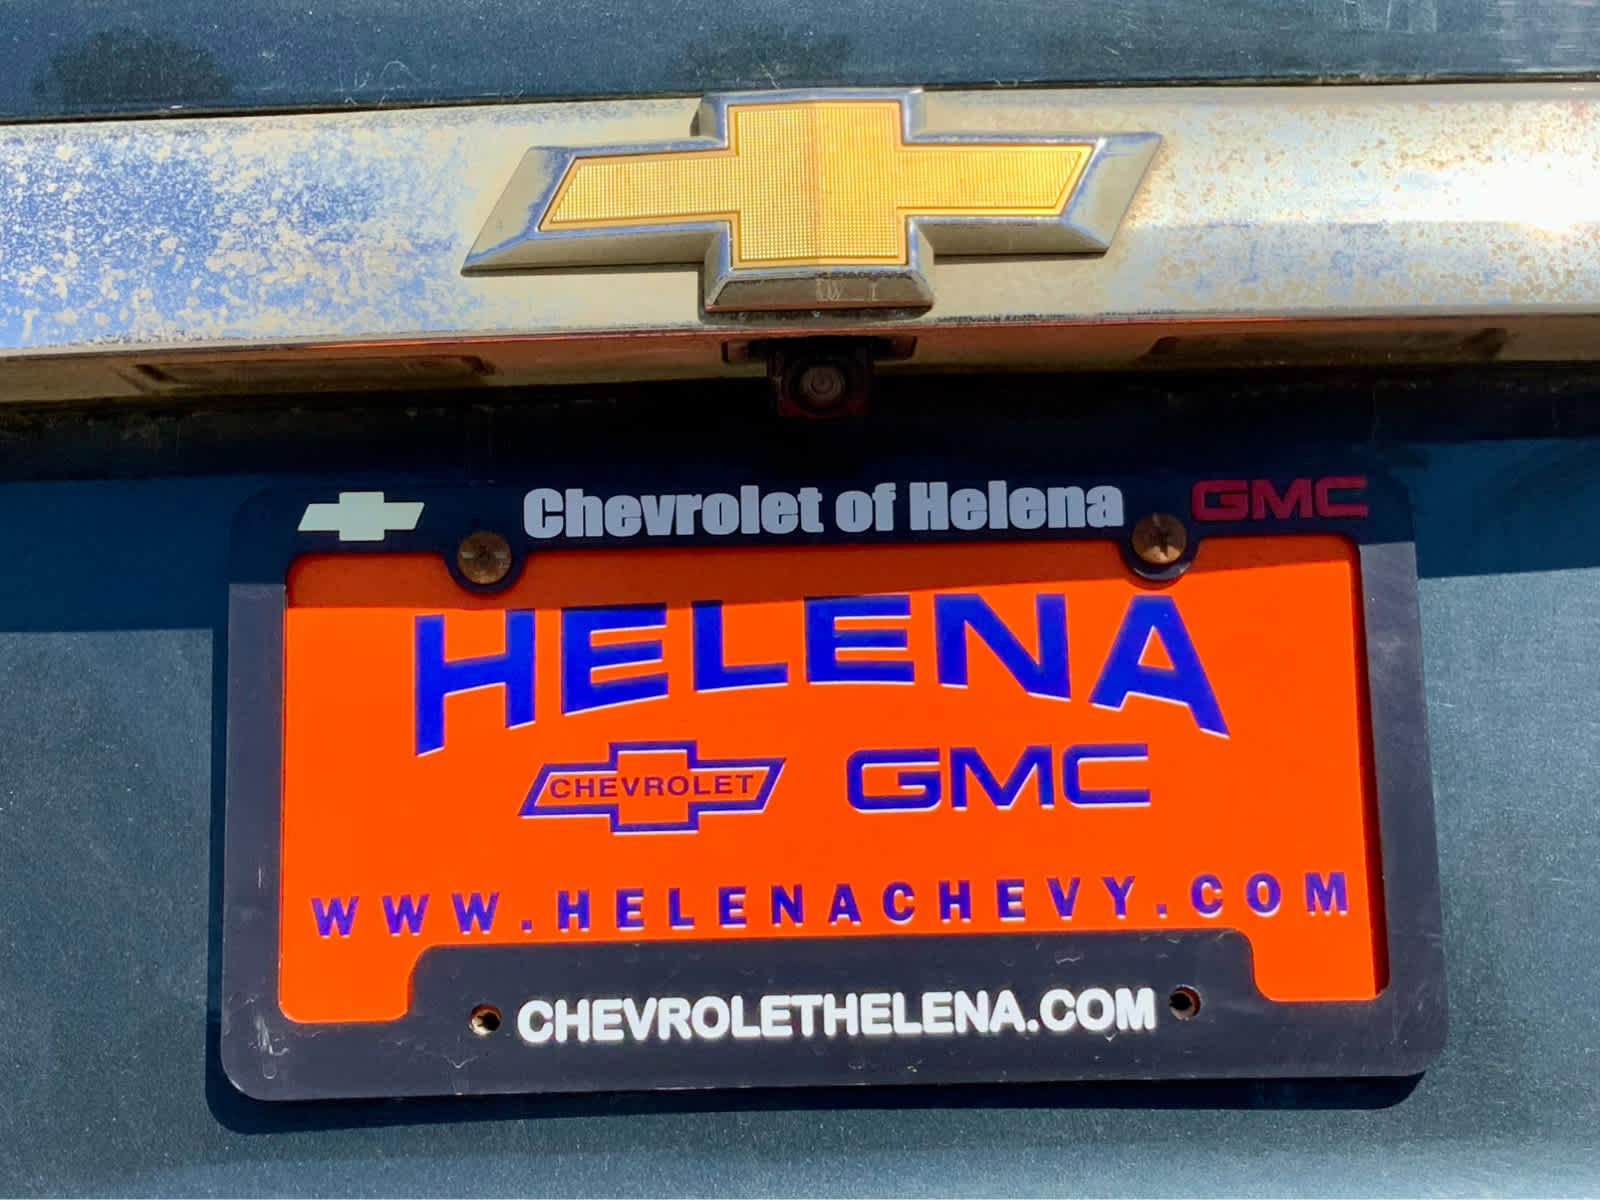 Chevrolet of Helena GMC
HELENA
CHEVROLET GMC
WWW.HELENACHEVY.COM
CHEVROLETHELENA.COM